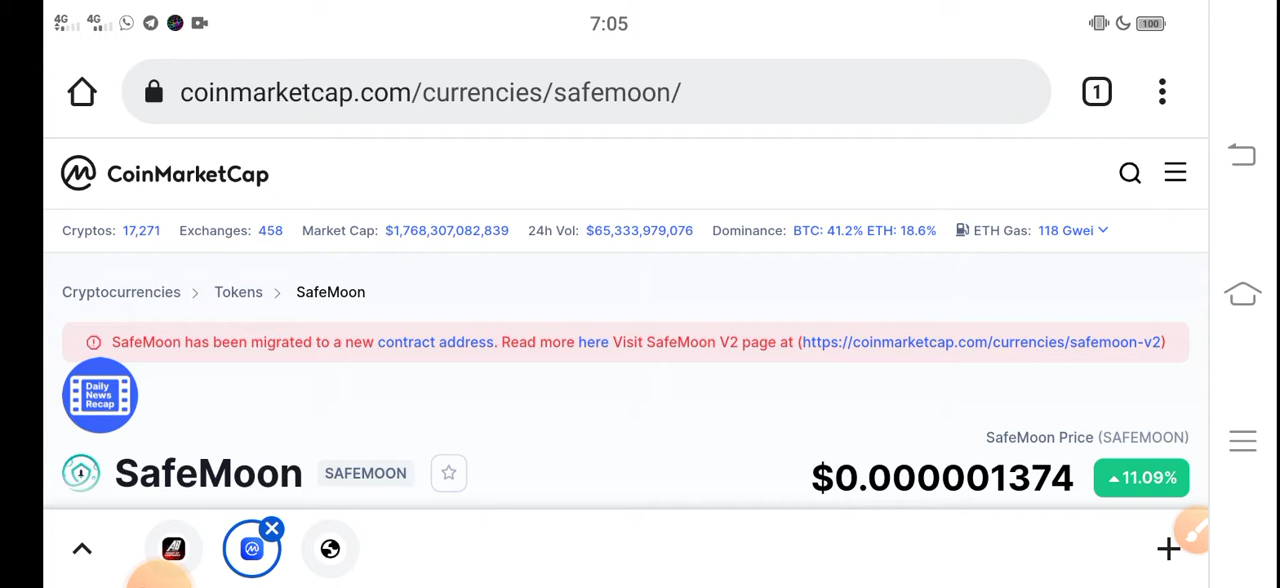 4G 4G 7:05 100
coinmarketcap.com/currencies/safemoon/ 1
CoinMarketCap
Cryptos: 17,271 Exchanges: 458 Market Cap: $1,768,307,082,839 24h Vol: $65,333,979,076 Dominance: BTC: 41.2% ETH: 18.6% ETH Gas: 118 Gwei
Cryptocurrencies > Tokens > SafeMoon
SafeMoon has been migrated to a new contract address. Read more here Visit SafeMoon V2 page at (https://coinmarketcap.com/currencies/safemoon-v2)
Daily
News
Recap
SafeMoon Price (SAFEMOON)
SafeMoon SAFEMOON $0.000001374 11.09%